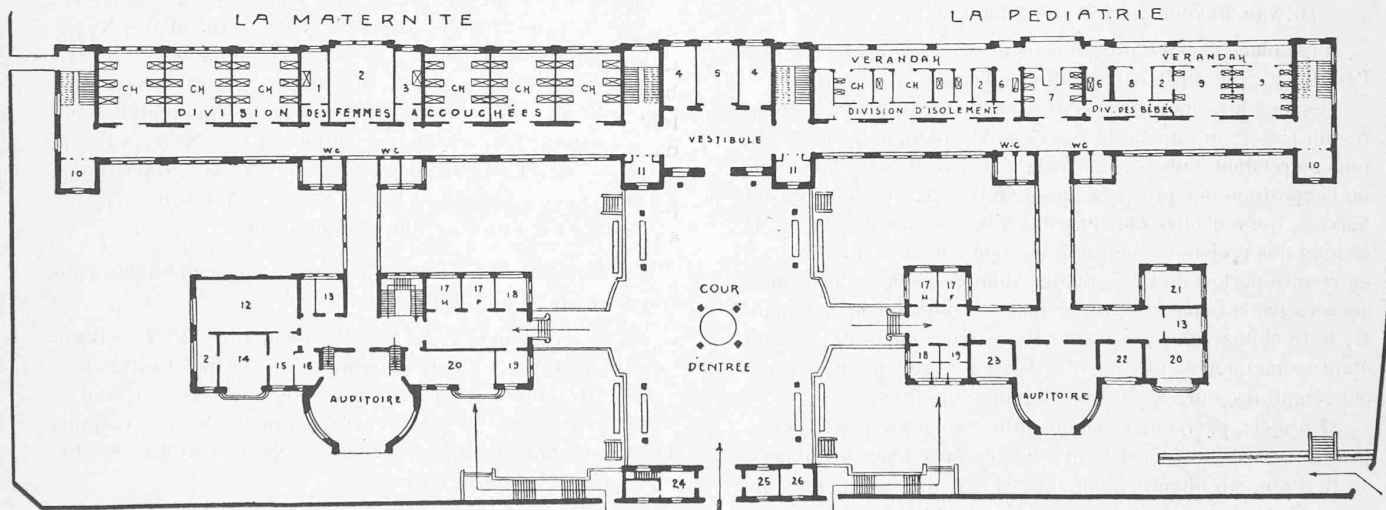 LA MATERNITE
LA PEDIATRIE
VERANDAH
VERANDAH
CH
CH
CH
1
2
3
CH
CH
CH
4
5
4
CH
CH
2
6
7
6
8
2
9
DIVISION DES FEMMES ACCOUCHÉES
DIVISION D'ISOLEMENT
DIV. DES BÉBÉS
VESTIBULE
W.C
W.C
W.C
WC
10
11
11
10
12
13
17
H
17
F
18
17
H
17
F
COUR
D'ENTRÉE
13
2
14
15
16
20
19
18
19
23
22
20
AUDITOIRE
AUDITOIRE
24
25
26